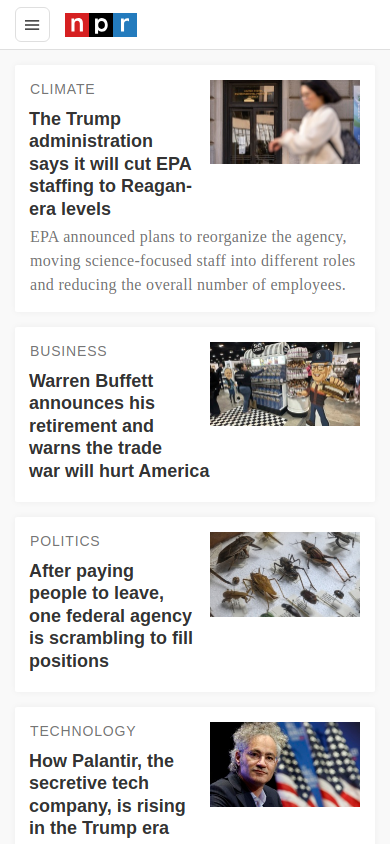 npr
CLIMATE
The Trump
administration
says it will cut EPA
staffing to Reagan-
era levels
EPA announced plans to reorganize the agency,
moving science-focused staff into different roles
and reducing the overall number of employees.
BUSINESS
Warren Buffett
announces his
retirement and
warns the trade
war will hurt America
POLITICS
After paying
people to leave,
one federal agency
is scrambling to fill
positions
TECHNOLOGY
How Palantir, the
secretive tech
company, is rising
in the Trump era